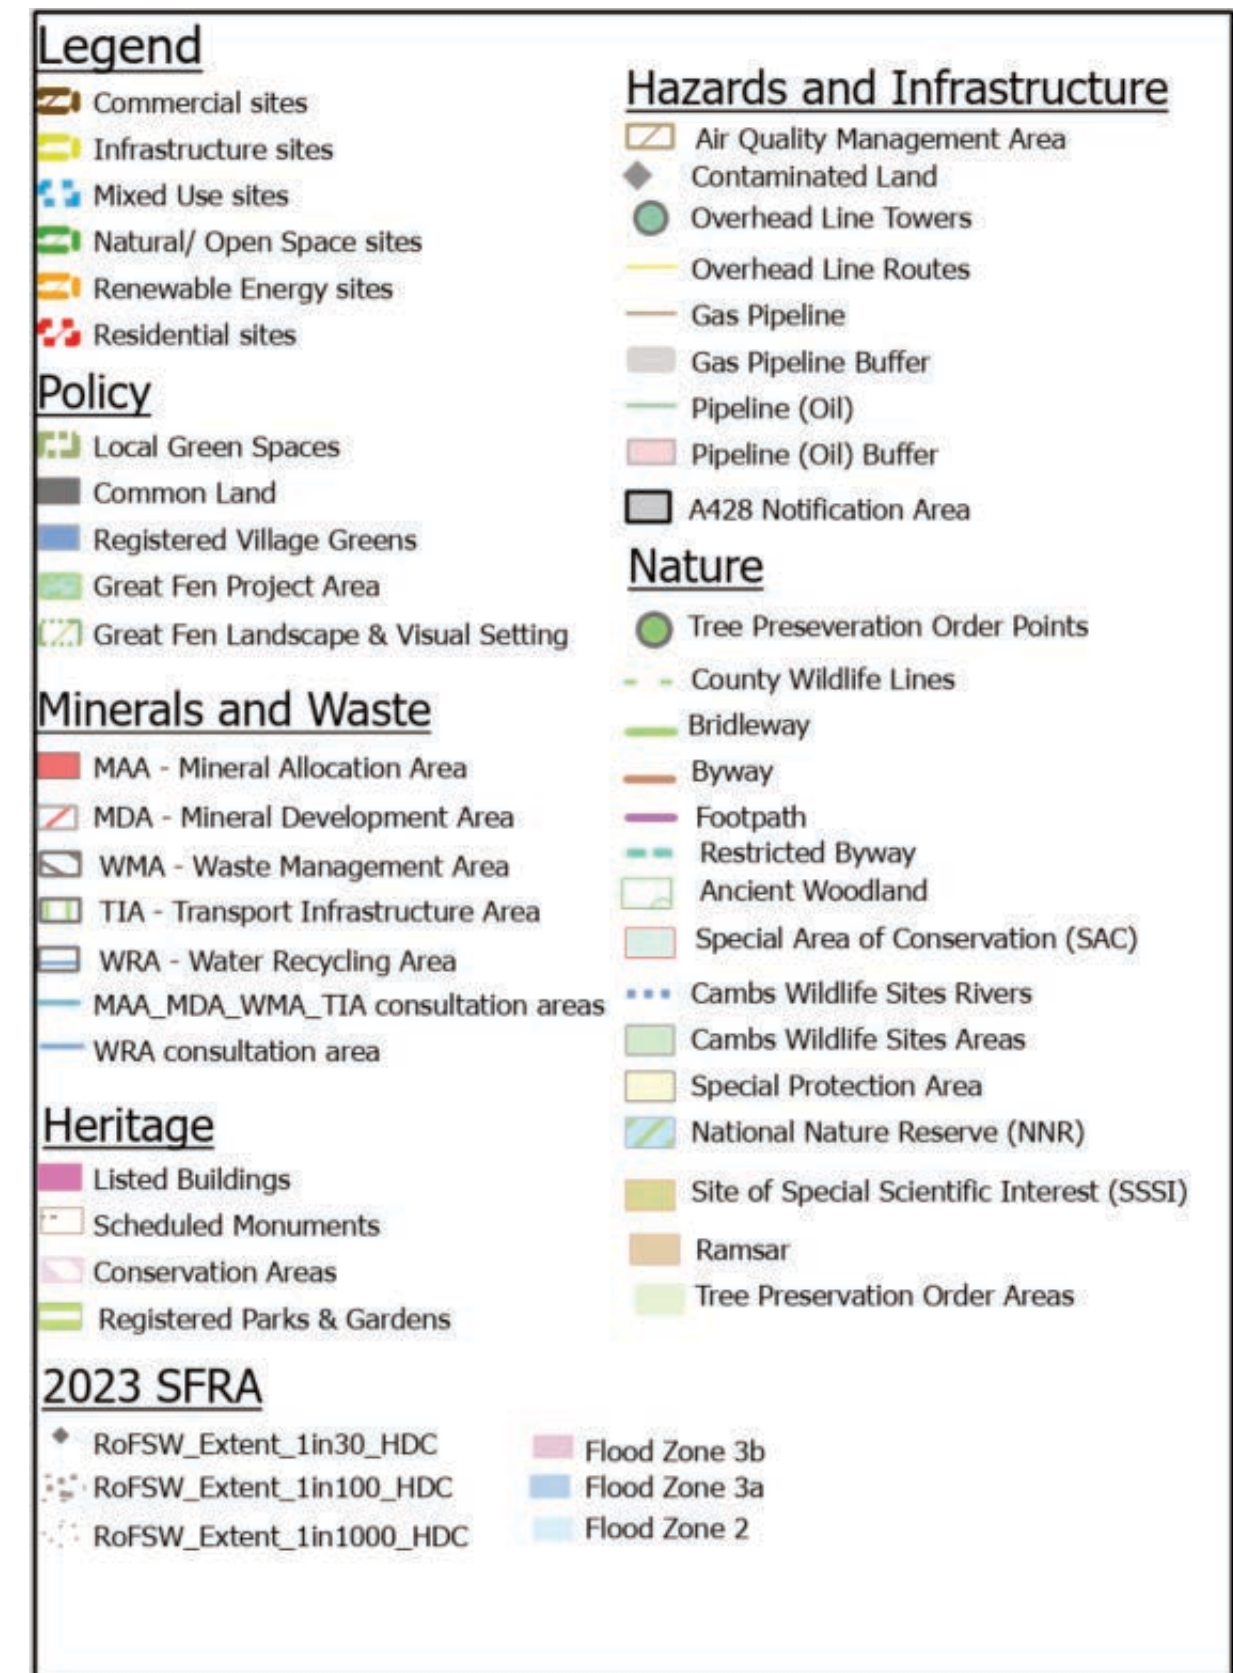 Legend
Commercial sites
Infrastructure sites
Mixed Use sites
Natural/ Open Space sites
Renewable Energy sites
Residential sites
Policy
Local Green Spaces
Common Land
Registered Village Greens
Great Fen Project Area
Great Fen Landscape & Visual Setting
Minerals and Waste
MAA - Mineral Allocation Area
MDA - Mineral Development Area
WMA - Waste Management Area
TIA - Transport Infrastructure Area
WRA - Water Recycling Area
MAA_MDA_WMA_TIA consultation areas
WRA consultation area
Heritage
Listed Buildings
Scheduled Monuments
Conservation Areas
Registered Parks & Gardens
Hazards and Infrastructure
Air Quality Management Area
Contaminated Land
Overhead Line Towers
Overhead Line Routes
Gas Pipeline
Gas Pipeline Buffer
Pipeline (Oil)
Pipeline (Oil) Buffer
A428 Notification Area
Nature
Tree Preseveration Order Points
County Wildlife Lines
Bridleway
Byway
Footpath
Restricted Byway
Ancient Woodland
Special Area of Conservation (SAC)
Cambs Wildlife Sites Rivers
Cambs Wildlife Sites Areas
Special Protection Area
National Nature Reserve (NNR)
Site of Special Scientific Interest (SSSI)
Ramsar
Tree Preservation Order Areas
2023 SFRA
RoFSW_Extent_1in30_HDC
RoFSW_Extent_1in100_HDC
RoFSW_Extent_1in1000_HDC
Flood Zone 3b
Flood Zone 3a
Flood Zone 2